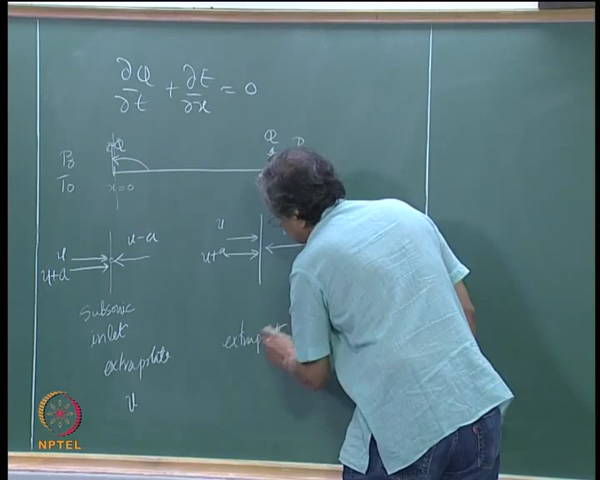 ∂Q/∂t + ∂E/∂x = 0
P₀
T₀
Q
x=0
Q
u
u+a
u-a
u
u+a
subsonic
inlet
extrapolate
extrap
NPTEL